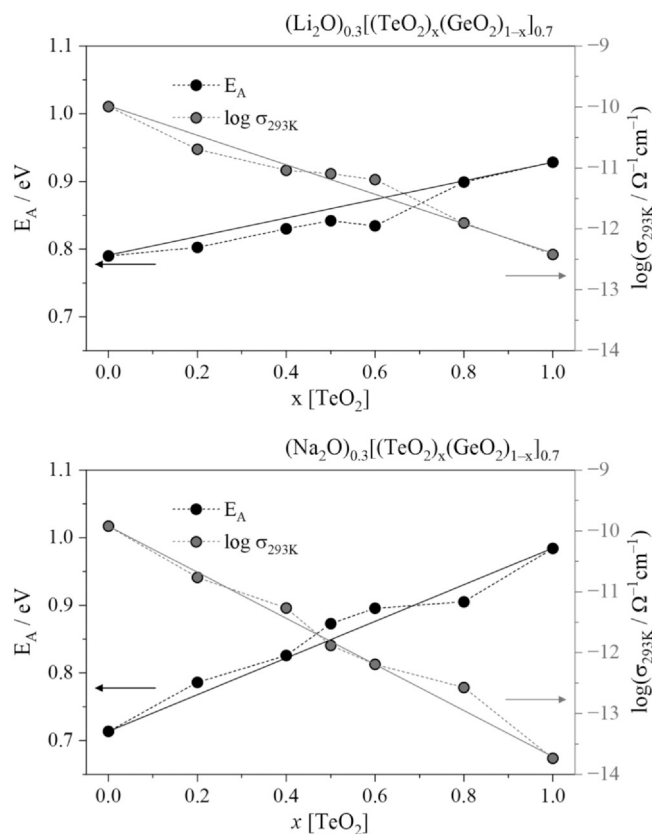 (Li₂O)₀.₃[(TeO₂)ₓ(GeO₂)₁₋ₓ]₀.₇
1.1
1.0
0.9
0.8
0.7
E_A / eV
E_A
log σ₂₉₃K
−9
−10
−11
−12
−13
−14
log(σ₂₉₃K / Ω⁻¹cm⁻¹)
0.0 0.2 0.4 0.6 0.8 1.0
x [TeO₂]
(Na₂O)₀.₃[(TeO₂)ₓ(GeO₂)₁₋ₓ]₀.₇
1.1
1.0
0.9
0.8
0.7
E_A / eV
E_A
log σ₂₉₃K
−9
−10
−11
−12
−13
−14
log(σ₂₉₃K / Ω⁻¹cm⁻¹)
0.0 0.2 0.4 0.6 0.8 1.0
x [TeO₂]